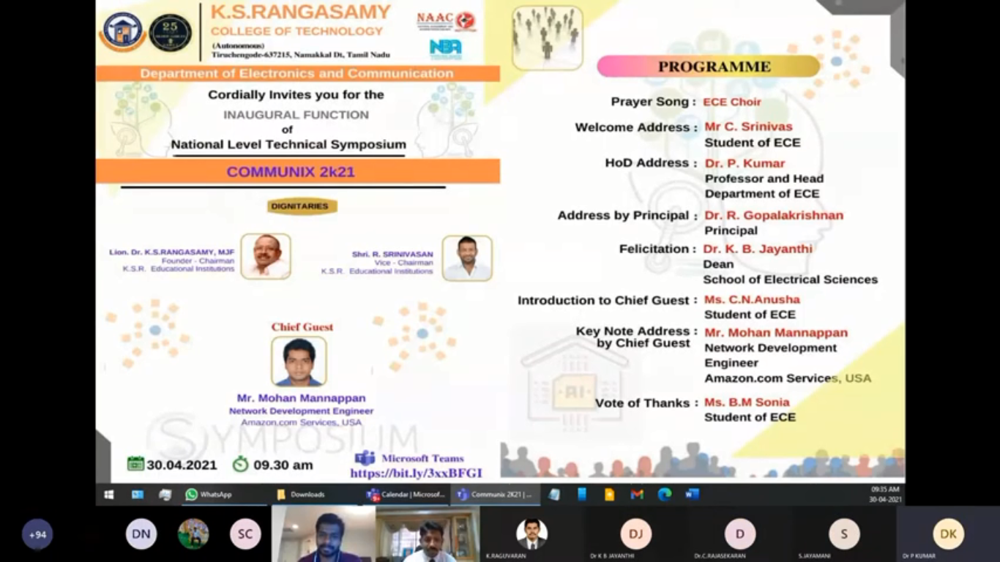 K.S.RANGASAMY
COLLEGE OF TECHNOLOGY
(Autonomous)
Tiruchengode-637215, Namakkal Dt, Tamil Nadu
25
NAAC
NBA
Department of Electronics and Communication
Cordially Invites you for the
INAUGURAL FUNCTION
of
National Level Technical Symposium
COMMUNIX 2k21
DIGNITARIES
Lion. Dr. K.S.RANGASAMY, MJF
Founder - Chairman
K.S.R. Educational Institutions
Shri. R. SRINIVASAN
Vice - Chairman
K.S.R. Educational Institutions
Chief Guest
Mr. Mohan Mannappan
Network Development Engineer
Amazon.com Services, USA
SYMPOSIUM
30.04.2021
09.30 am
Microsoft Teams
https://bit.ly/3xxBFGI
PROGRAMME
Prayer Song : ECE Choir
Welcome Address : Mr C. Srinivas
Student of ECE
HoD Address : Dr. P. Kumar
Professor and Head
Department of ECE
Address by Principal : Dr. R. Gopalakrishnan
Principal
Felicitation : Dr. K. B. Jayanthi
Dean
School of Electrical Sciences
Introduction to Chief Guest : Ms. C.N.Anusha
Student of ECE
Key Note Address : Mr. Mohan Mannappan
by Chief Guest
Network Development
Engineer
Amazon.com Services, USA
AI
Vote of Thanks : Ms. B.M Sonia
Student of ECE
WhatsApp
Downloads
Calendar | Microsof...
Communix 2K21 | ...
09:35 AM
30-04-2021
+94
DN
SC
K.RAGUVARAN
DJ
Dr K B JAYANTHI
D
Dr.C.RAJASEKARAN
S
S.JAYAMANI
DK
Dr P KUMAR